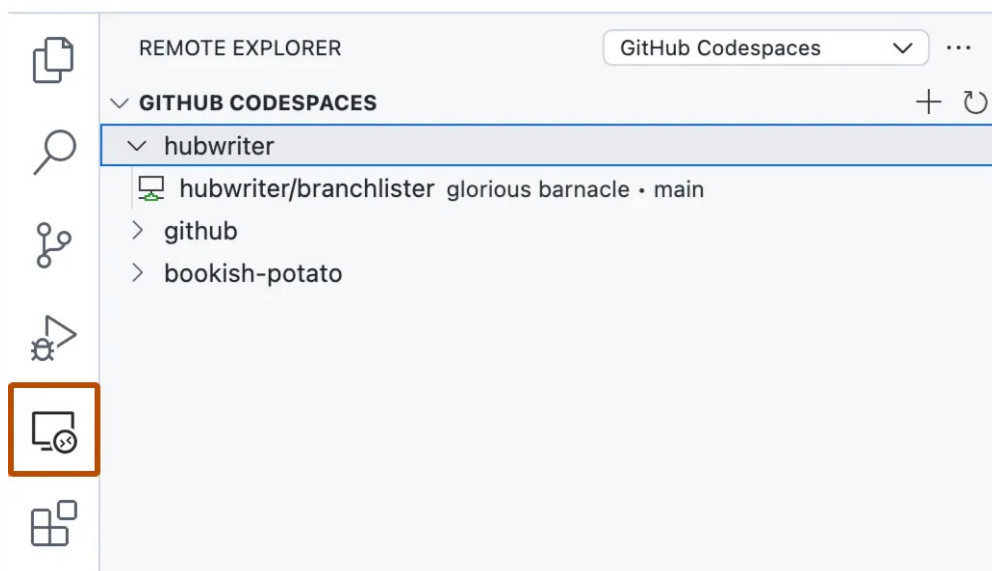 REMOTE EXPLORER GitHub Codespaces
GITHUB CODESPACES
hubwriter
hubwriter/branchlister glorious barnacle • main
github
bookish-potato